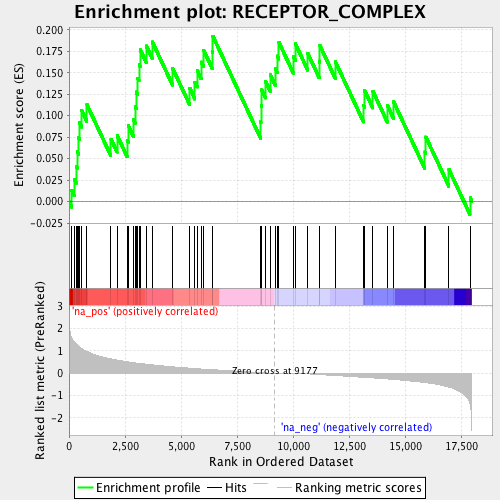 Enrichment plot: RECEPTOR_COMPLEX
Enrichment score (ES)
0.200
0.175
0.150
0.125
0.100
0.075
0.050
0.025
0.000
-0.025
'na_pos' (positively correlated)
Ranked list metric (PreRanked)
3
2
1
0
-1
-2
Zero cross at 9177
'na_neg' (negatively correlated)
0
2,500
5,000
7,500
10,000
12,500
15,000
17,500
Rank in Ordered Dataset
Enrichment profile
Hits
Ranking metric scores